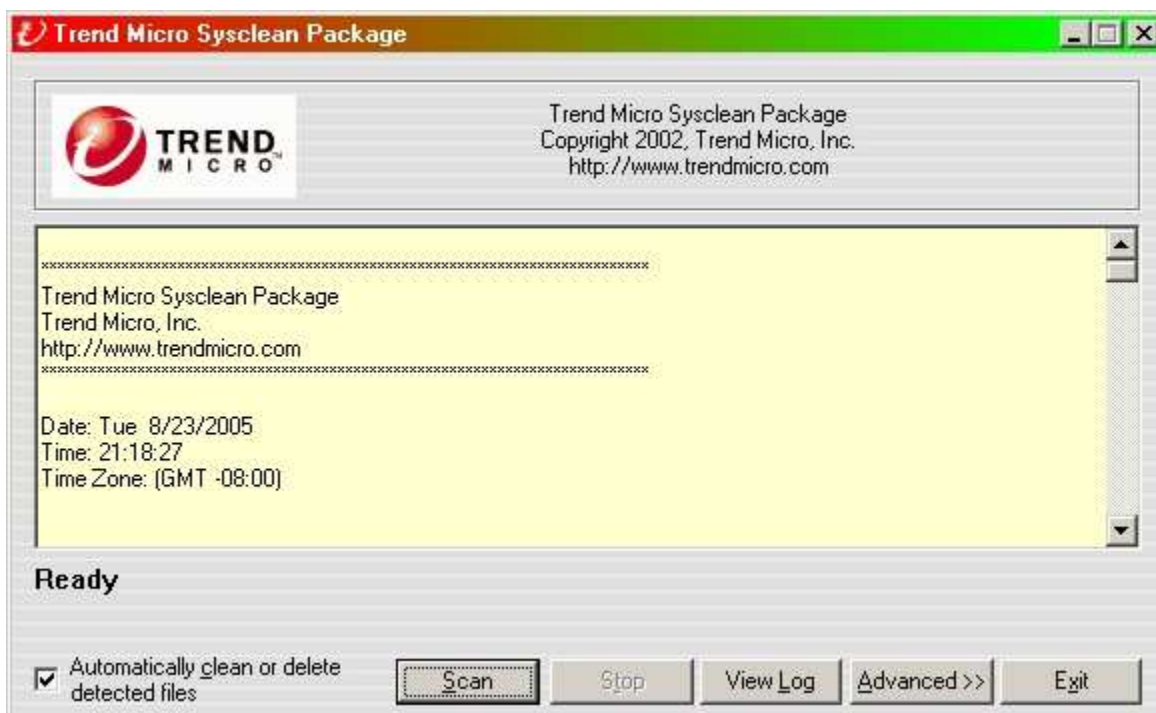 Trend Micro Sysclean Package
TREND
MICRO
Trend Micro Sysclean Package
Copyright 2002, Trend Micro, Inc.
http://www.trendmicro.com
Trend Micro Sysclean Package
Trend Micro, Inc.
http://www.trendmicro.com
Date: Tue 8/23/2005
Time: 21:18:27
Time Zone: (GMT -08:00)
Ready
Automatically clean or delete
detected files
Scan
Stop
View Log
Advanced >>
Exit